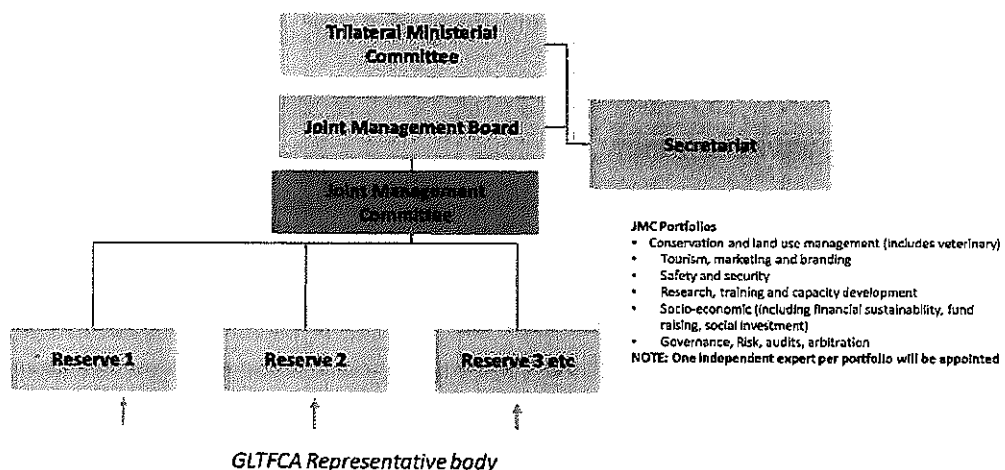 Trilateral Ministerial
Committee
Joint Management Board
Secretariat
Joint Management
Committee
JMC Portfolios
• Conservation and land use management (includes veterinary)
• Tourism, marketing and branding
• Safety and security
• Research, training and capacity development
• Socio-economic (including financial sustainability, fund
raising, social investment)
• Governance, Risk, audits, arbitration
NOTE: One independent expert per portfolio will be appointed
Reserve 1
Reserve 2
Reserve 3 etc
GLTFCA Representative body